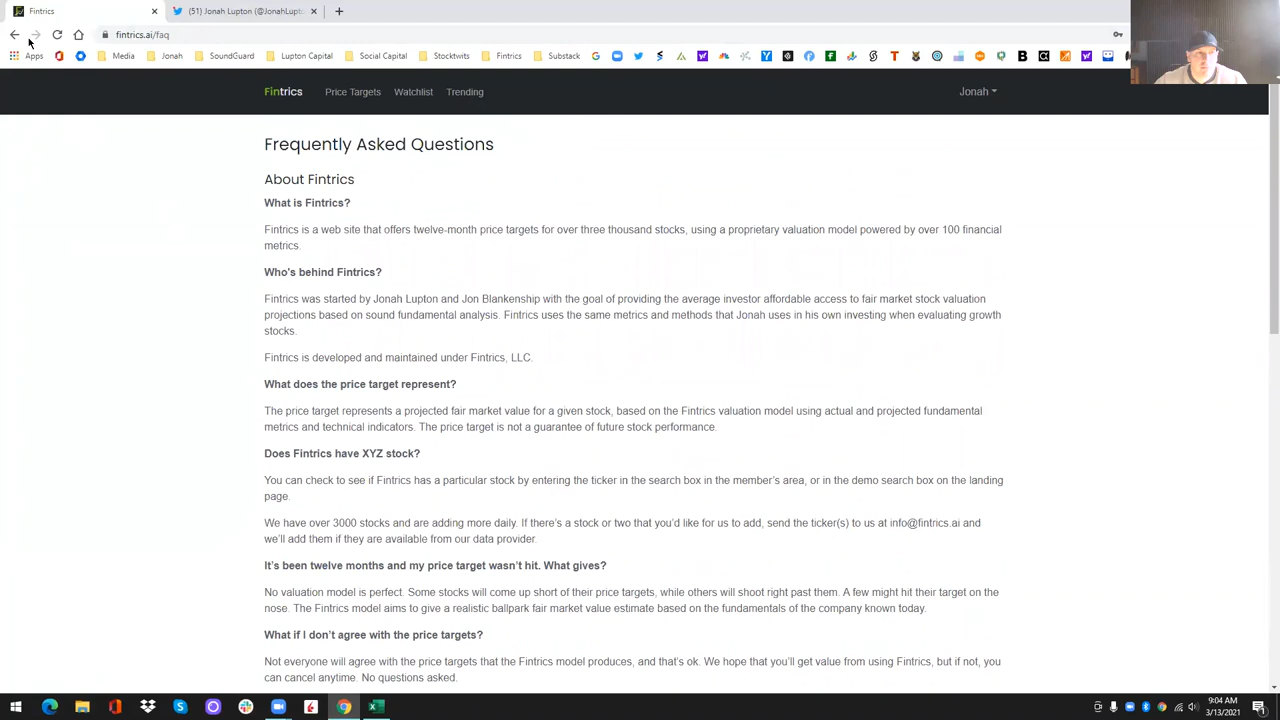 Fintrics
(51) Jonah Lupton (@JonahLupt
fintrics.ai/faq
Apps
Media
Jonah
SoundGuard
Lupton Capital
Social Capital
Stocktwits
Fintrics
Substack
Fintrics
Price Targets
Watchlist
Trending
Jonah
Frequently Asked Questions
About Fintrics
What is Fintrics?
Fintrics is a web site that offers twelve-month price targets for over three thousand stocks, using a proprietary valuation model powered by over 100 financial
metrics.
Who's behind Fintrics?
Fintrics was started by Jonah Lupton and Jon Blankenship with the goal of providing the average investor affordable access to fair market stock valuation
projections based on sound fundamental analysis. Fintrics uses the same metrics and methods that Jonah uses in his own investing when evaluating growth
stocks.
Fintrics is developed and maintained under Fintrics, LLC.
What does the price target represent?
The price target represents a projected fair market value for a given stock, based on the Fintrics valuation model using actual and projected fundamental
metrics and technical indicators. The price target is not a guarantee of future stock performance.
Does Fintrics have XYZ stock?
You can check to see if Fintrics has a particular stock by entering the ticker in the search box in the member's area, or in the demo search box on the landing
page.
We have over 3000 stocks and are adding more daily. If there's a stock or two that you'd like for us to add, send the ticker(s) to us at info@fintrics.ai and
we'll add them if they are available from our data provider.
It's been twelve months and my price target wasn't hit. What gives?
No valuation model is perfect. Some stocks will come up short of their price targets, while others will shoot right past them. A few might hit their target on the
nose. The Fintrics model aims to give a realistic ballpark fair market value estimate based on the fundamentals of the company known today.
What if I don't agree with the price targets?
Not everyone will agree with the price targets that the Fintrics model produces, and that's ok. We hope that you'll get value from using Fintrics, but if not, you
can cancel anytime. No questions asked.
9:04 AM
3/13/2021